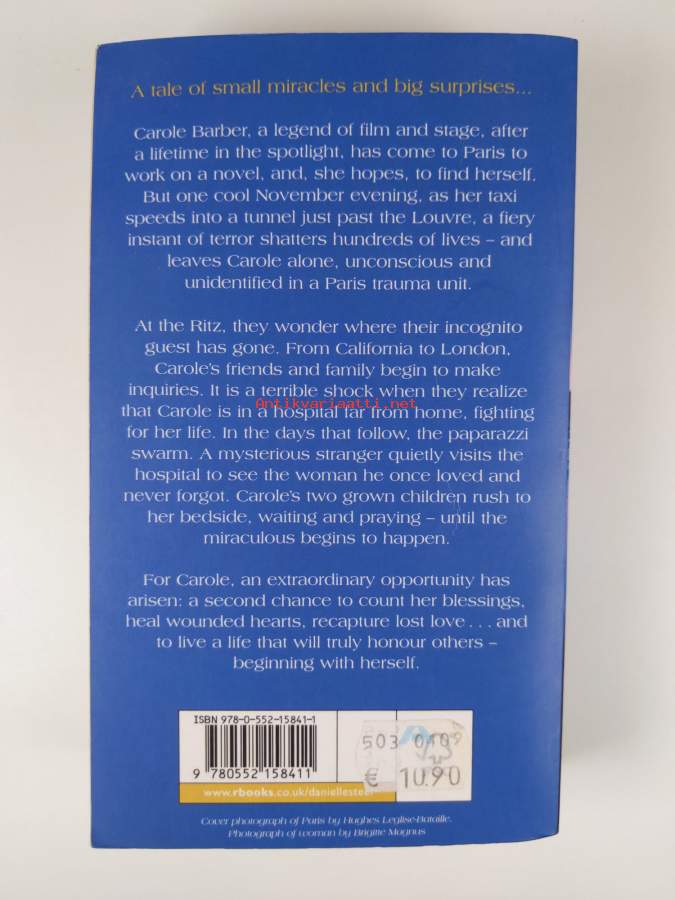 A tale of small miracles and big surprises...
Carole Barber, a legend of film and stage, after
a lifetime in the spotlight, has come to Paris to
work on a novel, and, she hopes, to find herself.
But one cool November evening, as her taxi
speeds into a tunnel just past the Louvre, a fiery
instant of terror shatters hundreds of lives – and
leaves Carole alone, unconscious and
unidentified in a Paris trauma unit.
At the Ritz, they wonder where their incognito
guest has gone. From California to London,
Carole's friends and family begin to make
inquiries. It is a terrible shock when they realize
Antikvariaatti.net
that Carole is in a hospital far from home, fighting
for her life. In the days that follow, the paparazzi
swarm. A mysterious stranger quietly visits the
hospital to see the woman he once loved and
never forgot. Carole's two grown children rush to
her bedside, waiting and praying – until the
miraculous begins to happen.
For Carole, an extraordinary opportunity has
arisen: a second chance to count her blessings,
heal wounded hearts, recapture lost love . . . and
to live a life that will truly honour others –
beginning with herself.
ISBN 978-0-552-15841-1
9 780552 158411
503 0109
€ 10.90
www.rbooks.co.uk/daniellesteel
Cover photograph of Paris by Hughes Leglise-Bataille.
Photograph of woman by Brigitte Magnus